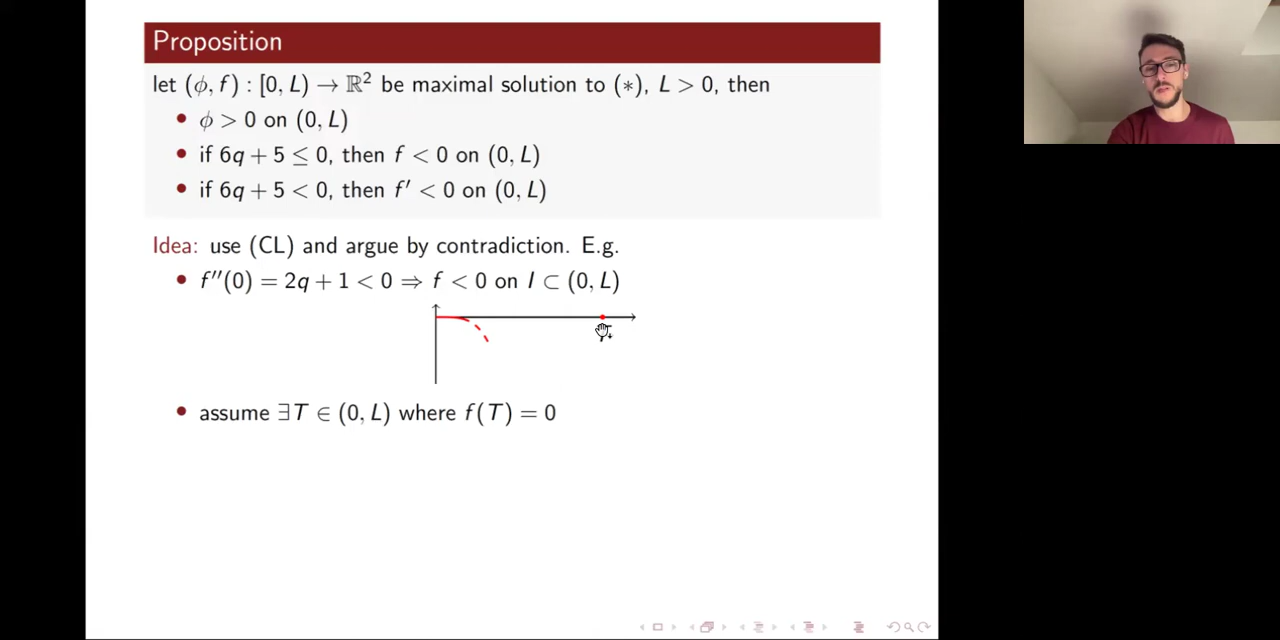 Proposition
let (ϕ, f) : [0, L) → ℝ² be maximal solution to (∗), L > 0, then
• ϕ > 0 on (0, L)
• if 6q + 5 ≤ 0, then f < 0 on (0, L)
• if 6q + 5 < 0, then f′ < 0 on (0, L)
Idea: use (CL) and argue by contradiction. E.g.
• f′′(0) = 2q + 1 < 0 ⇒ f < 0 on I ⊂ (0, L)
• assume ∃T ∈ (0, L) where f(T) = 0